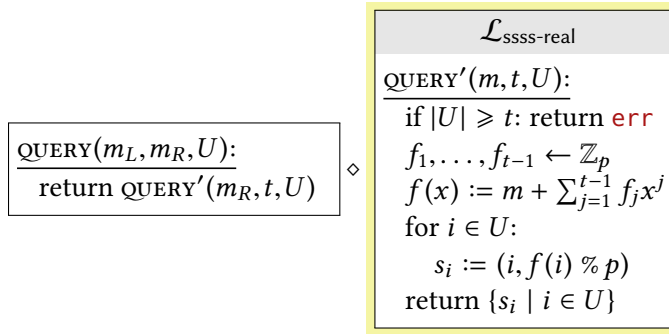 QUERY(m_L, m_R, U):
return QUERY′(m_R, t, U)
⋄
𝓛_ssss-real
QUERY′(m, t, U):
if |U| ⩾ t: return err
f_1, . . . , f_{t−1} ← ℤ_p
f(x) := m + ∑_{j=1}^{t−1} f_j x^j
for i ∈ U:
s_i := (i, f(i) % p)
return {s_i | i ∈ U}